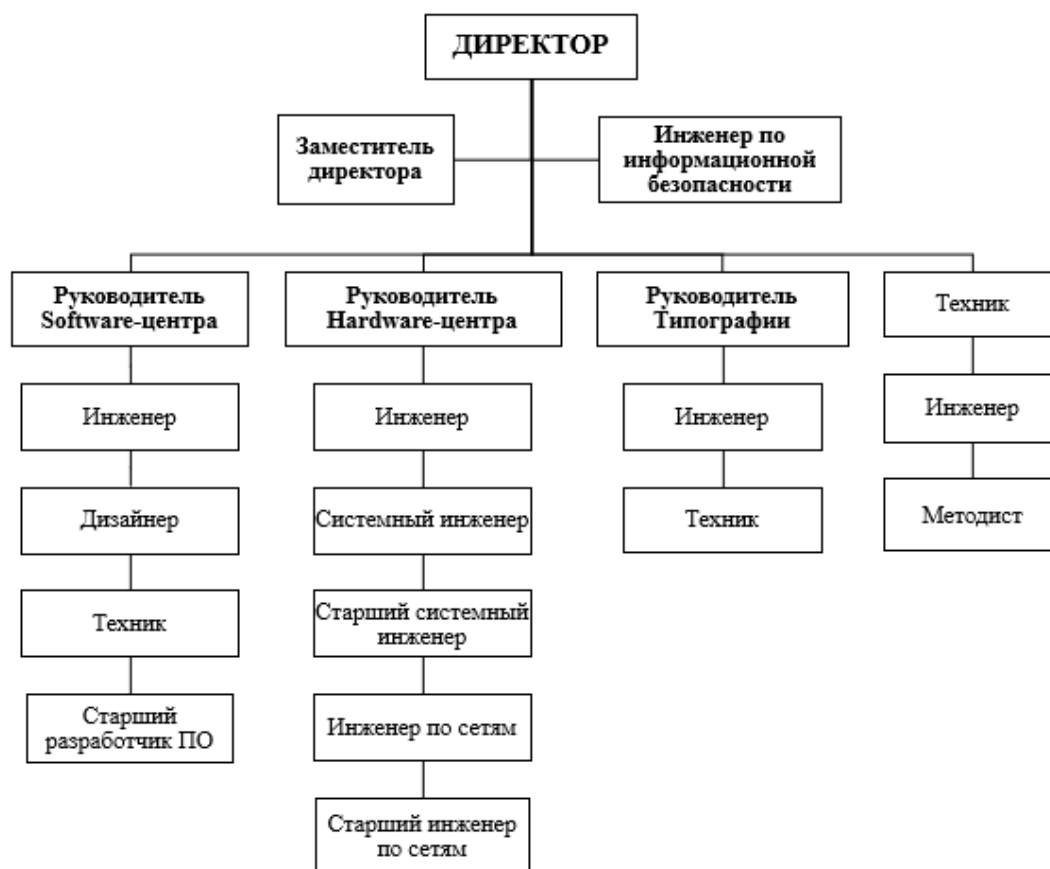 ДИРЕКТОР
Заместитель
директора
Инженер по
информационной
безопасности
Руководитель
Software-центра
Руководитель
Hardware-центра
Руководитель
Типографии
Техник
Инженер
Инженер
Инженер
Инженер
Дизайнер
Системный инженер
Техник
Методист
Техник
Старший системный
инженер
Старший
разработчик ПО
Инженер по сетям
Старший инженер
по сетям